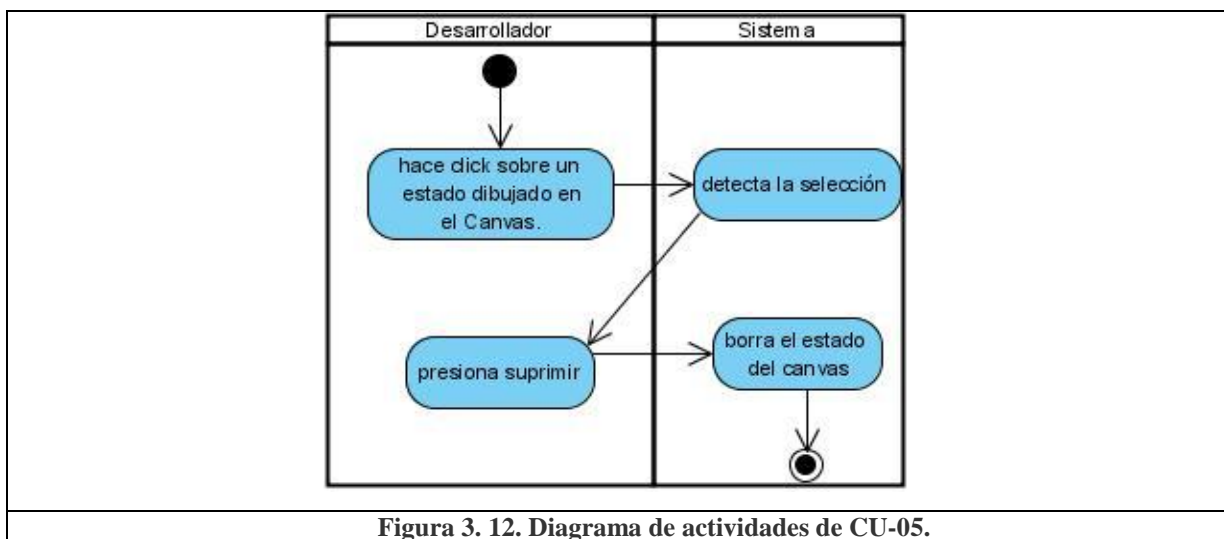 Desarrollador
Sistema
hace click sobre un
estado dibujado en
el Canvas.
detecta la selección
presiona suprimir
borra el estado
del canvas
Figura 3. 12. Diagrama de actividades de CU-05.